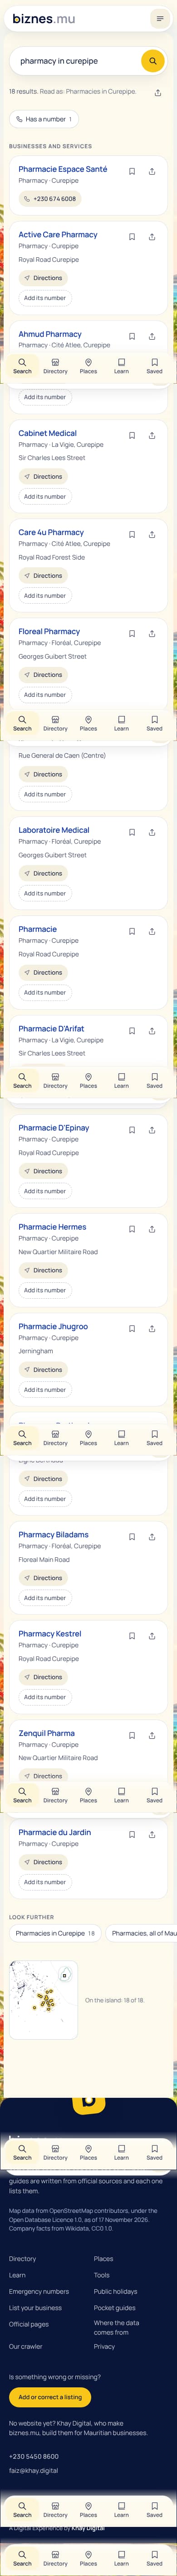 biznes.mu
pharmacy in curepipe
18 results. Read as: Pharmacies in Curepipe.
Has a number 1
BUSINESSES AND SERVICES
Pharmacie Espace Santé
Pharmacy · Curepipe
+230 674 6008
Active Care Pharmacy
Pharmacy · Curepipe
Royal Road Curepipe
Directions
Add its number
Ahmud Pharmacy
Pharmacy · Cité Atlee, Curepipe
Search Directory Places Learn Saved
Add its number
Cabinet Medical
Pharmacy · La Vigie, Curepipe
Sir Charles Lees Street
Directions
Add its number
Care 4u Pharmacy
Pharmacy · Cité Atlee, Curepipe
Royal Road Forest Side
Directions
Add its number
Floreal Pharmacy
Pharmacy · Floréal, Curepipe
Georges Guibert Street
Directions
Add its number
Search Directory Places Learn Saved
Rue General de Caen (Centre)
Directions
Add its number
Laboratoire Medical
Pharmacy · Floréal, Curepipe
Georges Guibert Street
Directions
Add its number
Pharmacie
Pharmacy · Curepipe
Royal Road Curepipe
Directions
Add its number
Pharmacie D'Arifat
Pharmacy · La Vigie, Curepipe
Sir Charles Lees Street
Search Directory Places Learn Saved
Pharmacie D'Epinay
Pharmacy · Curepipe
Royal Road Curepipe
Directions
Add its number
Pharmacie Hermes
Pharmacy · Curepipe
New Quartier Militaire Road
Directions
Add its number
Pharmacie Jhugroo
Pharmacy · Curepipe
Jerningham
Directions
Add its number
Search Directory Places Learn Saved
Directions
Add its number
Pharmacy Biladams
Pharmacy · Floréal, Curepipe
Floreal Main Road
Directions
Add its number
Pharmacy Kestrel
Pharmacy · Curepipe
Royal Road Curepipe
Directions
Add its number
Zenquil Pharma
Pharmacy · Curepipe
New Quartier Militaire Road
Directions
Search Directory Places Learn Saved
Pharmacie du Jardin
Pharmacy · Curepipe
Directions
Add its number
LOOK FURTHER
Pharmacies in Curepipe 18
Pharmacies, all of Mau
On the island: 18 of 18.
b
Search Directory Places Learn Saved
guides are written from official sources and each one
lists them.
Map data from OpenStreetMap contributors, under the
Open Database Licence 1.0, as of 17 November 2026.
Company facts from Wikidata, CC0 1.0.
Directory Places
Learn Tools
Emergency numbers Public holidays
List your business Pocket guides
Official pages Where the data
comes from
Our crawler Privacy
Is something wrong or missing?
Add or correct a listing
No website yet? Khay Digital, who make
biznes.mu, build them for Mauritian businesses.
+230 5450 8600
faiz@khay.digital
Search Directory Places Learn Saved
A Digital Experience by Khay Digital
Search Directory Places Learn Saved